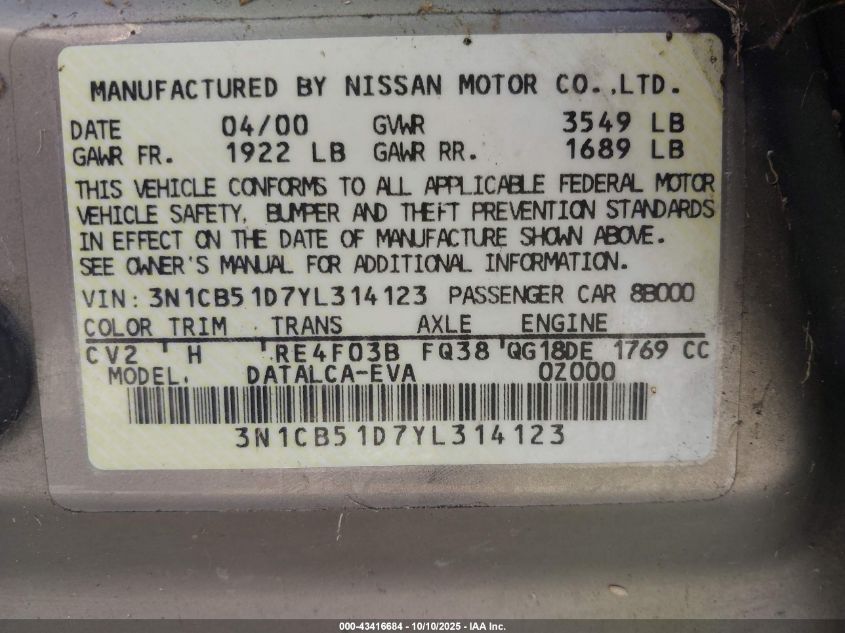 MANUFACTURED BY NISSAN MOTOR CO.,LTD.
DATE 04/00 GVWR 3549 LB
GAWR FR. 1922 LB GAWR RR. 1689 LB
THIS VEHICLE CONFORMS TO ALL APPLICABLE FEDERAL MOTOR
VEHICLE SAFETY, BUMPER AND THEFT PREVENTION STANDARDS
IN EFFECT ON THE DATE OF MANUFACTURE SHOWN ABOVE.
SEE OWNER'S MANUAL FOR ADDITIONAL INFORMATION.
VIN: 3N1CB51D7YL314123 PASSENGER CAR 8B000
COLOR TRIM TRANS AXLE ENGINE
CV2 ' H ' RE4F03B FQ38 ' QG18DE 1769 CC
MODEL. DATALCA-EVA 0Z000
3N1CB51D7YL314123
000-43416684 - 10/10/2025 - IAA Inc.